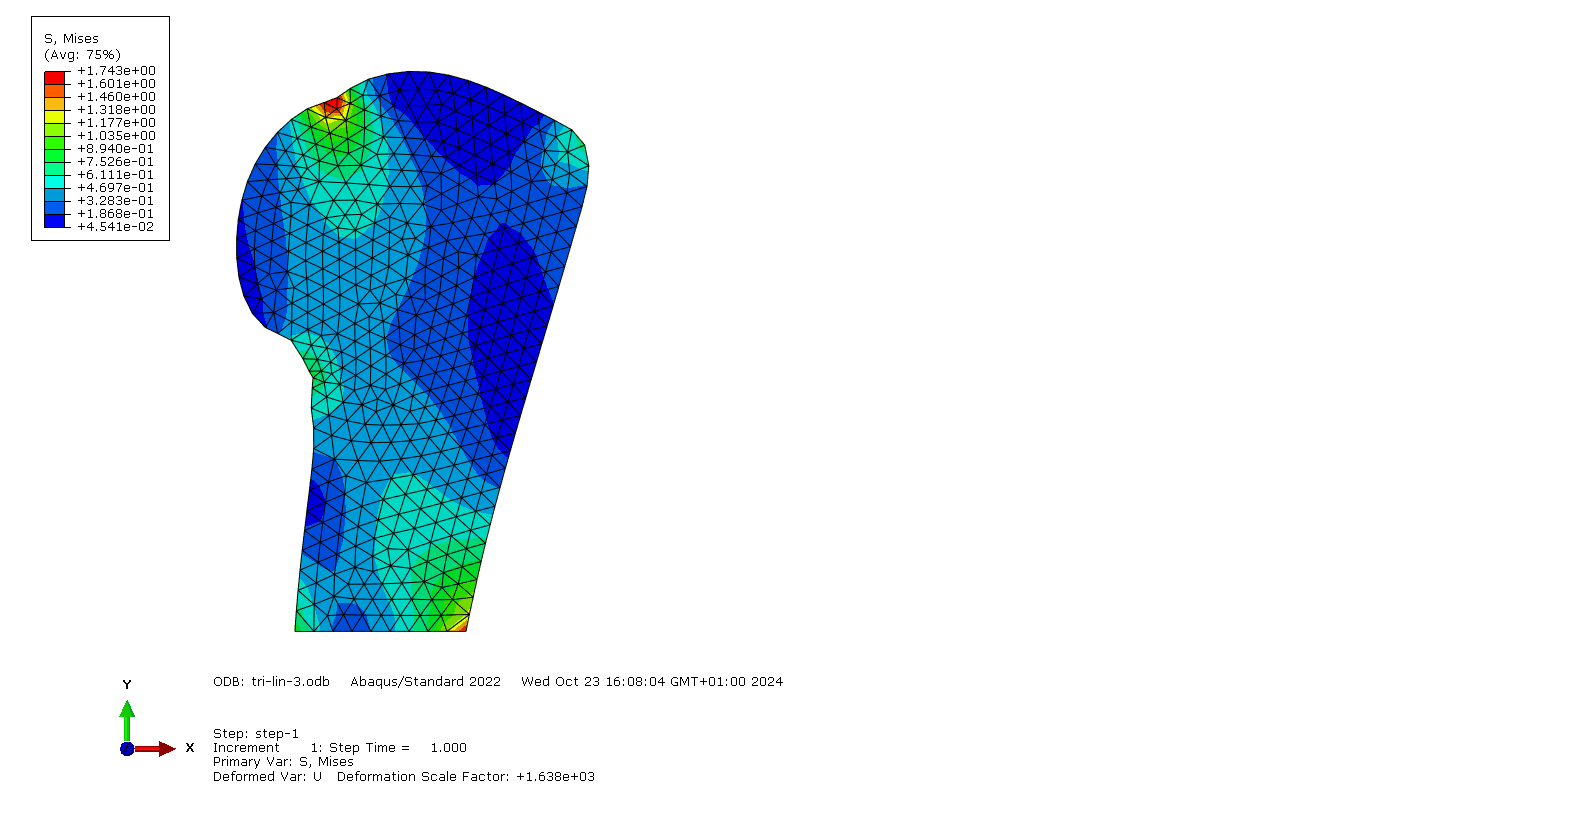 S, Mises
(Avg: 75%)
+1.743e+00
+1.601e+00
+1.460e+00
+1.318e+00
+1.177e+00
+1.035e+00
+8.940e-01
+7.526e-01
+6.111e-01
+4.697e-01
+3.283e-01
+1.868e-01
+4.541e-02
ODB: tri-lin-3.odb Abaqus/Standard 2022 Wed Oct 23 16:08:04 GMT+01:00 2024
Y
X
Step: step-1
Increment 1: Step Time = 1.000
Primary Var: S, Mises
Deformed Var: U Deformation Scale Factor: +1.638e+03